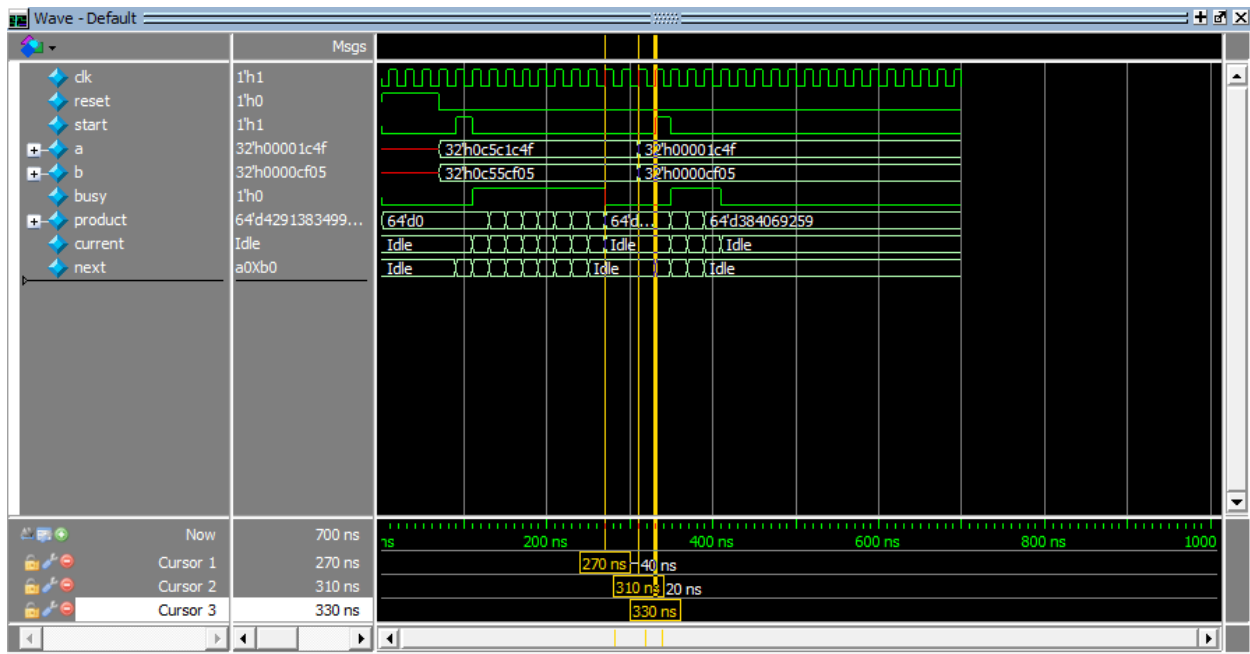 Wave - Default
Msgs
clk 1'h1
reset 1'h0
start 1'h1
a 32'h00001c4f 32'h0c5c1c4f 32'h00001c4f
b 32'h0000cf05 32'h0c55cf05 32'h0000cf05
busy 1'h0
product 64'd4291383499... 64'd0 64'd... 64'd384069259
current Idle Idle Idle Idle
next a0Xb0 Idle Idle Idle
Now 700 ns ns 200 ns 400 ns 600 ns 800 ns 1000
Cursor 1 270 ns 270 ns 40 ns
Cursor 2 310 ns 310 ns 20 ns
Cursor 3 330 ns 330 ns